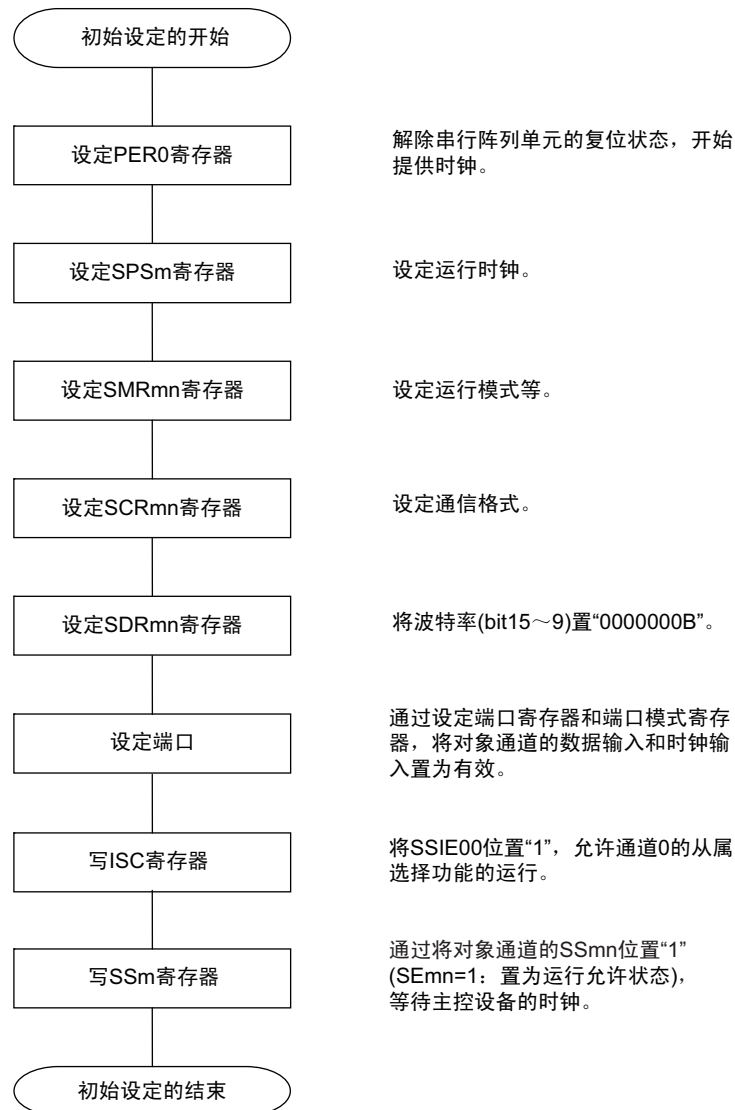 初始设定的开始
设定PER0寄存器
解除串行阵列单元的复位状态，开始
提供时钟。
设定SPSm寄存器
设定运行时钟。
设定SMRmn寄存器
设定运行模式等。
设定SCRmn寄存器
设定通信格式。
设定SDRmn寄存器
将波特率(bit15～9)置“0000000B”。
设定端口
通过设定端口寄存器和端口模式寄存
器，将对象通道的数据输入和时钟输
入置为有效。
写ISC寄存器
将SSIE00位置“1”，允许通道0的从属
选择功能的运行。
写SSm寄存器
通过将对象通道的SSmn位置“1”
(SEmn=1：置为运行允许状态)，
等待主控设备的时钟。
初始设定的结束